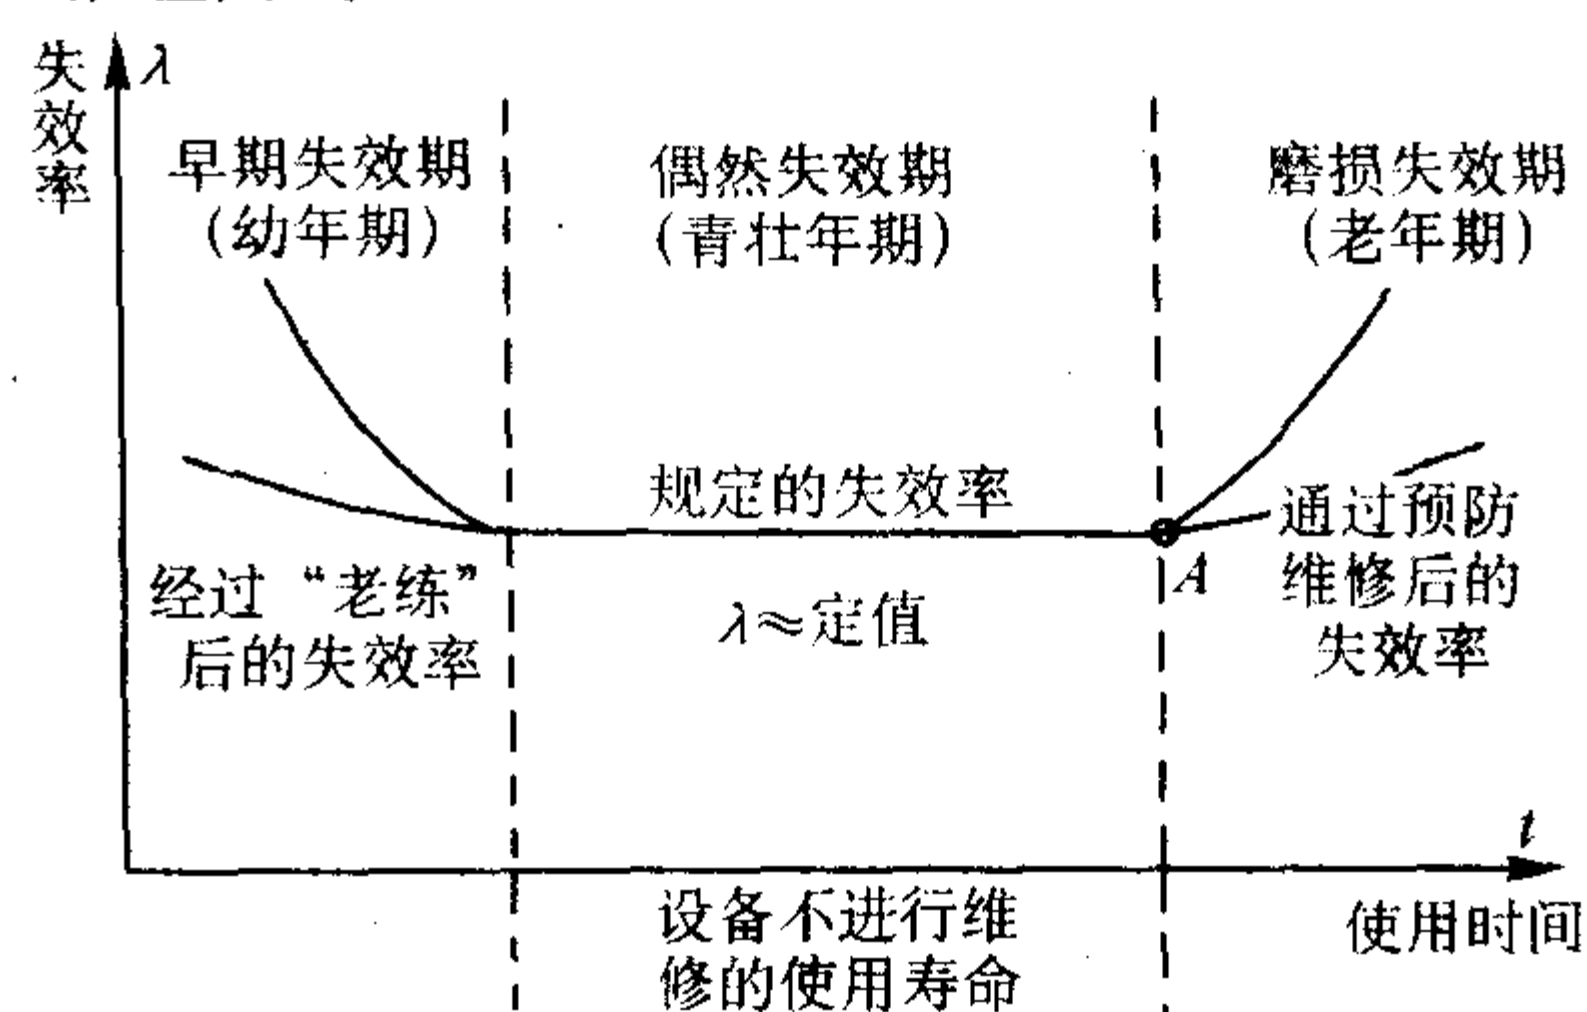 失效率
λ
早期失效期
(幼年期)
偶然失效期
(青壮年期)
磨损失效期
(老年期)
规定的失效率
λ≈定值
经过“老练”
后的失效率
A
通过预防
维修后的
失效率
t
使用时间
设备不进行维
修的使用寿命